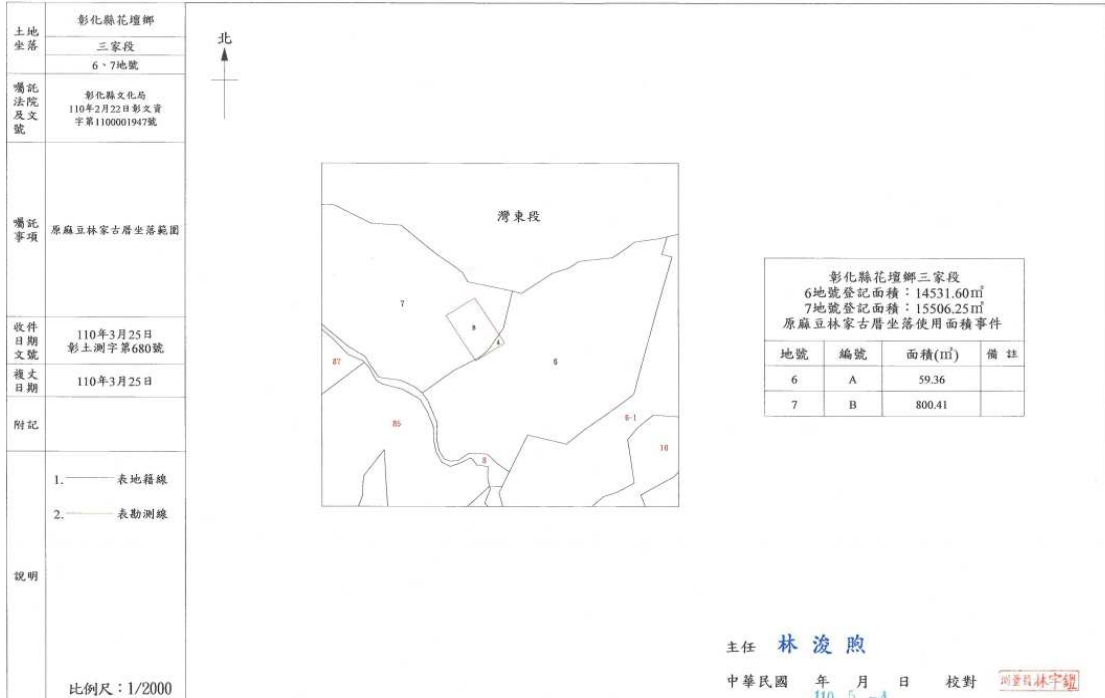 土地坐落
彰化縣花壇鄉
三家段
6、7地號
囑託法院及文號
彰化縣文化局
110年2月22日彰文資
字第1100001947號
囑託事項
原麻豆林家古厝坐落範圍
收件日期文號
110年3月25日
彰土測字第680號
複丈日期
110年3月25日
附記
說明
1. 表地籍線
2. 表勘測線
比例尺：1/2000
北
灣東段
7
B
A
6
87
85
8
6-1
10
彰化縣花壇鄉三家段
6地號登記面積：14531.60㎡
7地號登記面積：15506.25㎡
原麻豆林家古厝坐落使用面積事件
地號 編號 面積(㎡) 備註
6 A 59.36
7 B 800.41
主任 林浚煦
中華民國 年 月 日 校對
110 5 -4